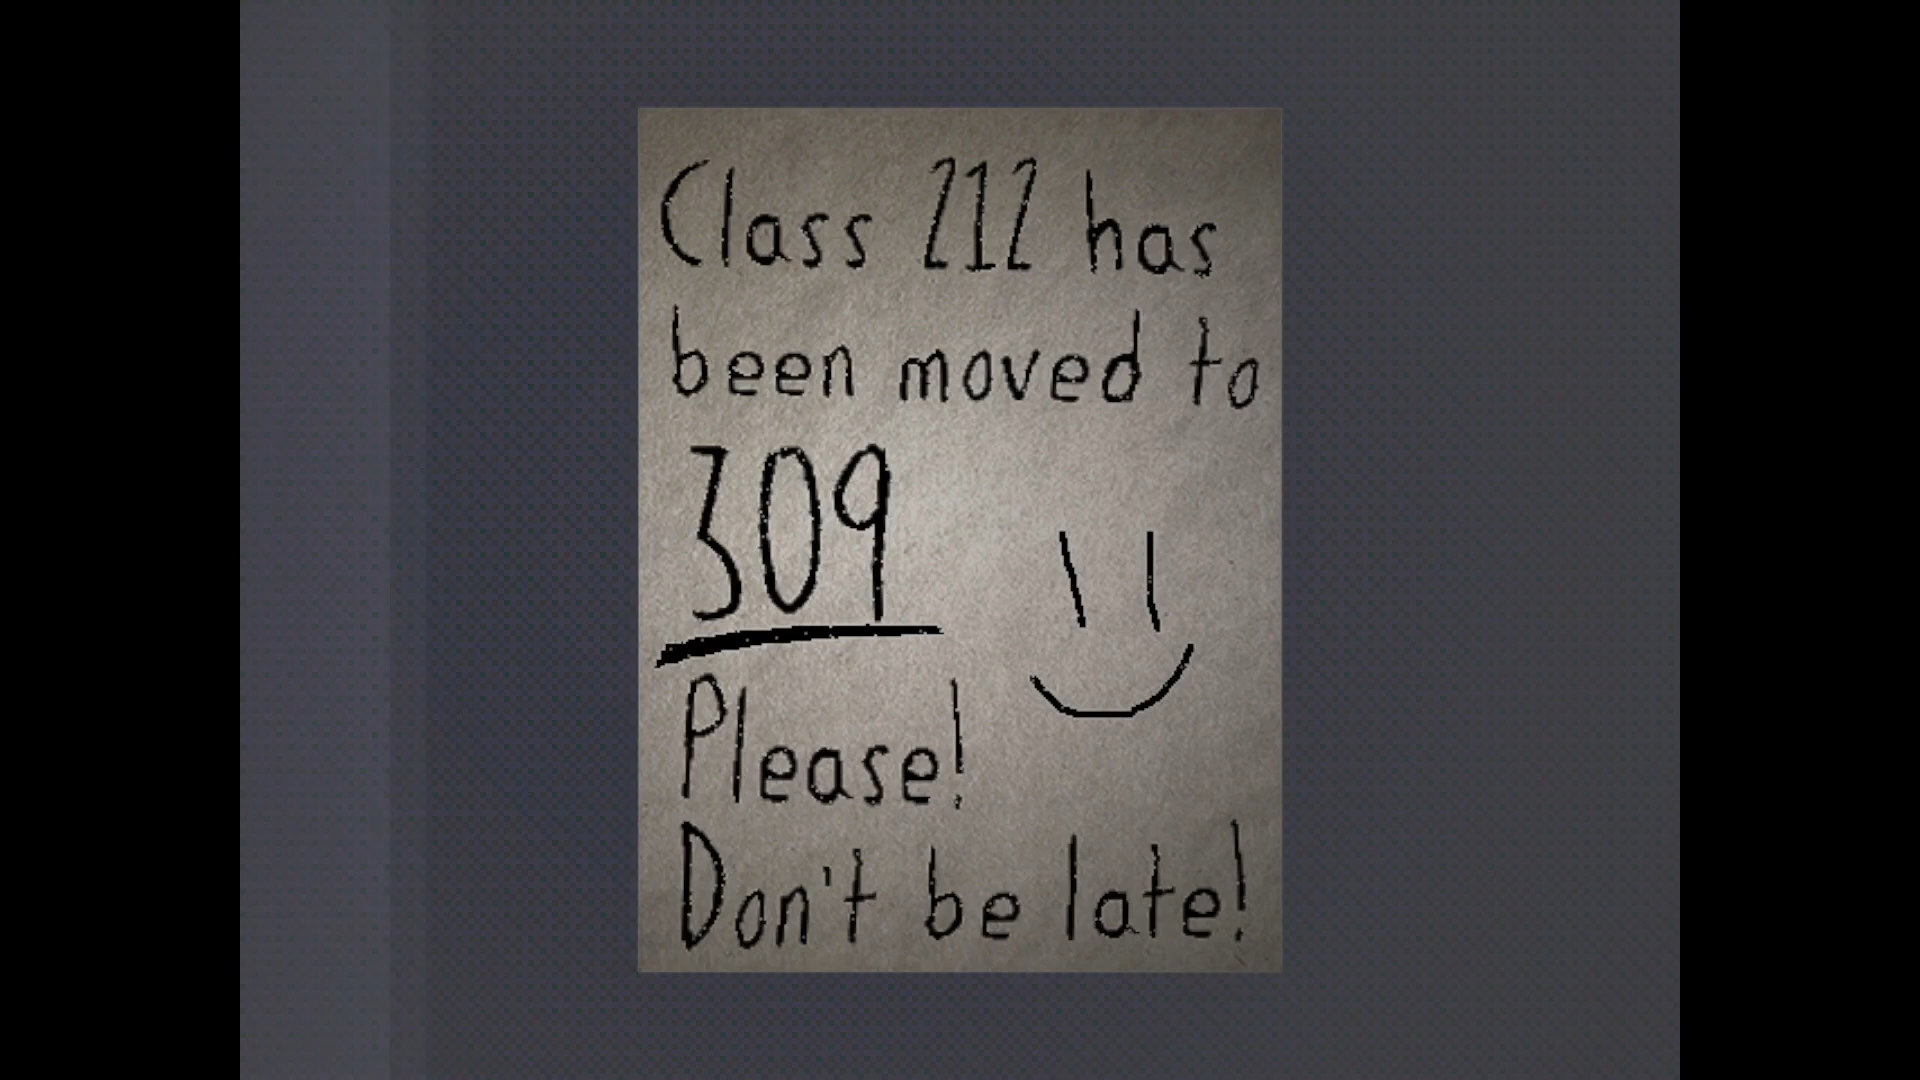 Class 212 has
been moved to
309
Please!
Don't be late!